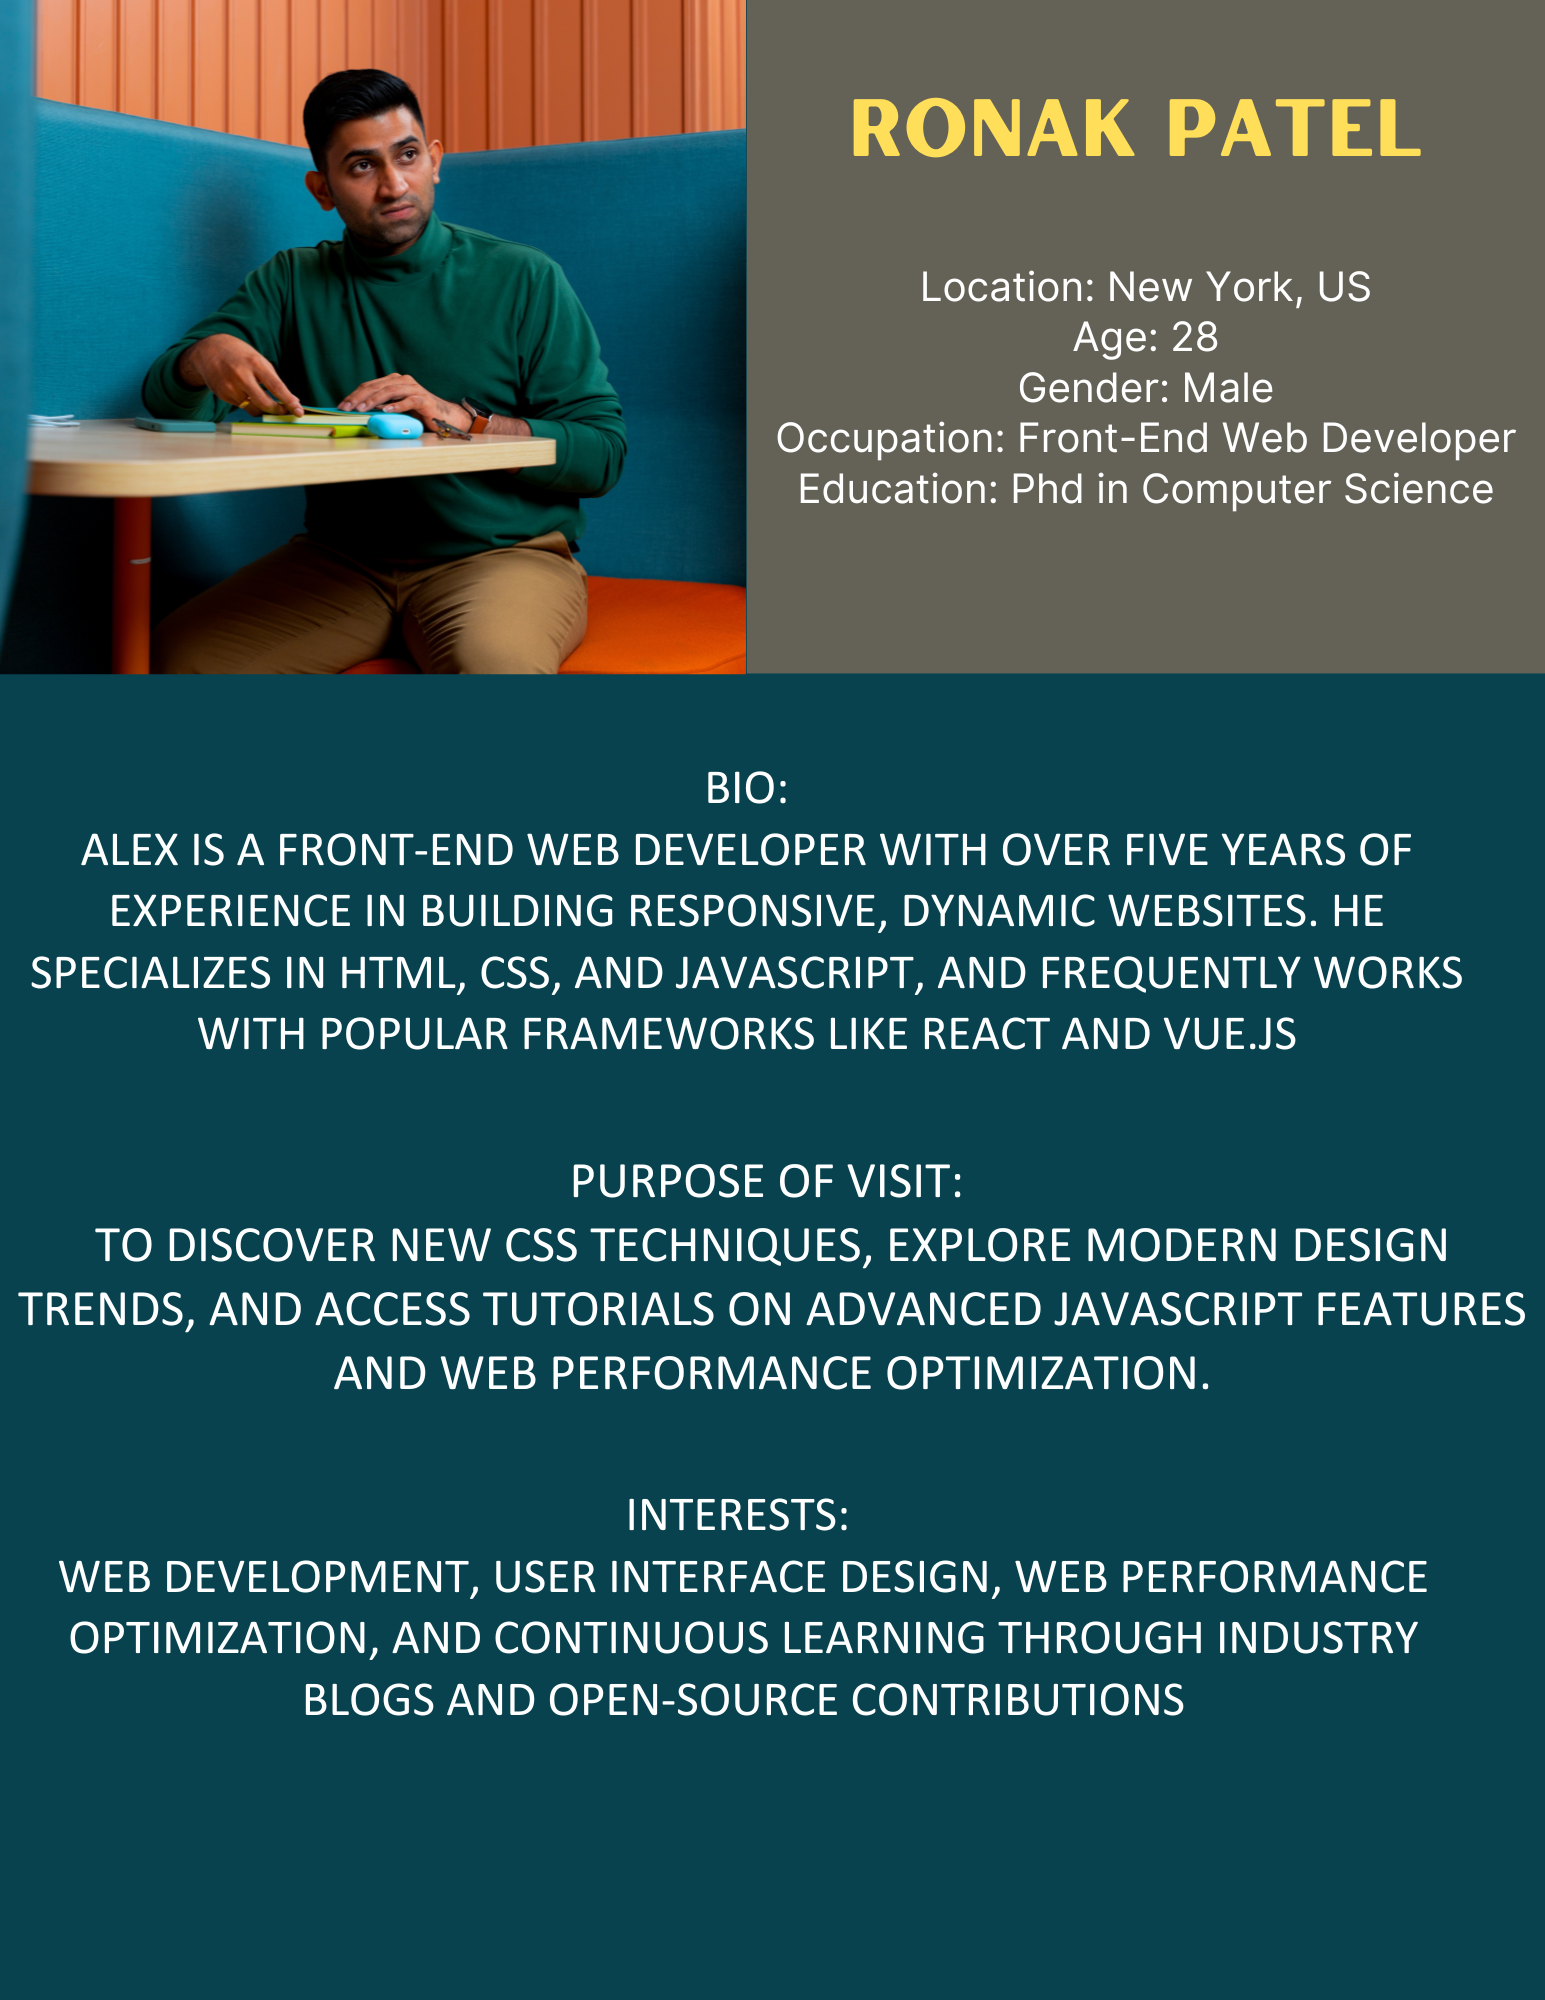 RONAK PATEL
Location: New York, US
Age: 28
Gender: Male
Occupation: Front-End Web Developer
Education: Phd in Computer Science
BIO:
ALEX IS A FRONT-END WEB DEVELOPER WITH OVER FIVE YEARS OF
EXPERIENCE IN BUILDING RESPONSIVE, DYNAMIC WEBSITES. HE
SPECIALIZES IN HTML, CSS, AND JAVASCRIPT, AND FREQUENTLY WORKS
WITH POPULAR FRAMEWORKS LIKE REACT AND VUE.JS
PURPOSE OF VISIT:
TO DISCOVER NEW CSS TECHNIQUES, EXPLORE MODERN DESIGN
TRENDS, AND ACCESS TUTORIALS ON ADVANCED JAVASCRIPT FEATURES
AND WEB PERFORMANCE OPTIMIZATION.
INTERESTS:
WEB DEVELOPMENT, USER INTERFACE DESIGN, WEB PERFORMANCE
OPTIMIZATION, AND CONTINUOUS LEARNING THROUGH INDUSTRY
BLOGS AND OPEN-SOURCE CONTRIBUTIONS